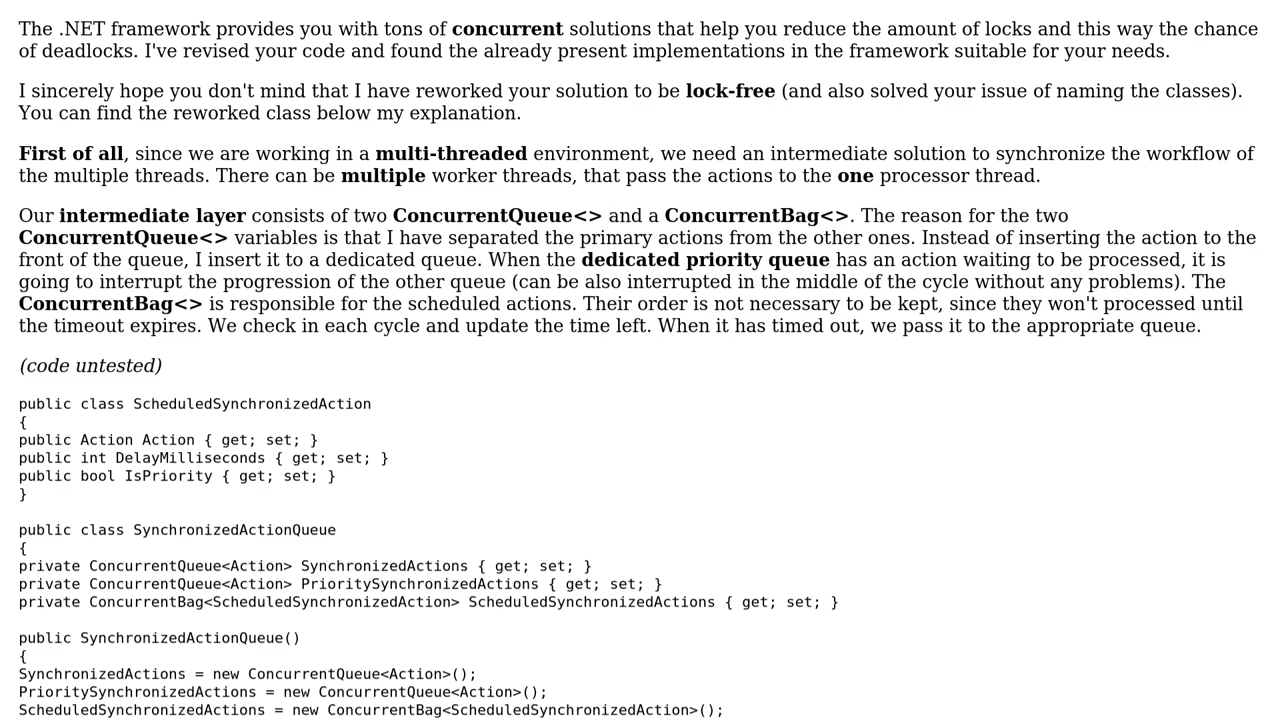 The .NET framework provides you with tons of concurrent solutions that help you reduce the amount of locks and this way the chance
of deadlocks. I've revised your code and found the already present implementations in the framework suitable for your needs.
I sincerely hope you don't mind that I have reworked your solution to be lock-free (and also solved your issue of naming the classes).
You can find the reworked class below my explanation.
First of all, since we are working in a multi-threaded environment, we need an intermediate solution to synchronize the workflow of
the multiple threads. There can be multiple worker threads, that pass the actions to the one processor thread.
Our intermediate layer consists of two ConcurrentQueue<> and a ConcurrentBag<>. The reason for the two
ConcurrentQueue<> variables is that I have separated the primary actions from the other ones. Instead of inserting the action to the
front of the queue, I insert it to a dedicated queue. When the dedicated priority queue has an action waiting to be processed, it is
going to interrupt the progression of the other queue (can be also interrupted in the middle of the cycle without any problems). The
ConcurrentBag<> is responsible for the scheduled actions. Their order is not necessary to be kept, since they won't processed until
the timeout expires. We check in each cycle and update the time left. When it has timed out, we pass it to the appropriate queue.
(code untested)
public class ScheduledSynchronizedAction
{
public Action Action { get; set; }
public int DelayMilliseconds { get; set; }
public bool IsPriority { get; set; }
}
public class SynchronizedActionQueue
{
private ConcurrentQueue<Action> SynchronizedActions { get; set; }
private ConcurrentQueue<Action> PrioritySynchronizedActions { get; set; }
private ConcurrentBag<ScheduledSynchronizedAction> ScheduledSynchronizedActions { get; set; }
public SynchronizedActionQueue()
{
SynchronizedActions = new ConcurrentQueue<Action>();
PrioritySynchronizedActions = new ConcurrentQueue<Action>();
ScheduledSynchronizedActions = new ConcurrentBag<ScheduledSynchronizedAction>();